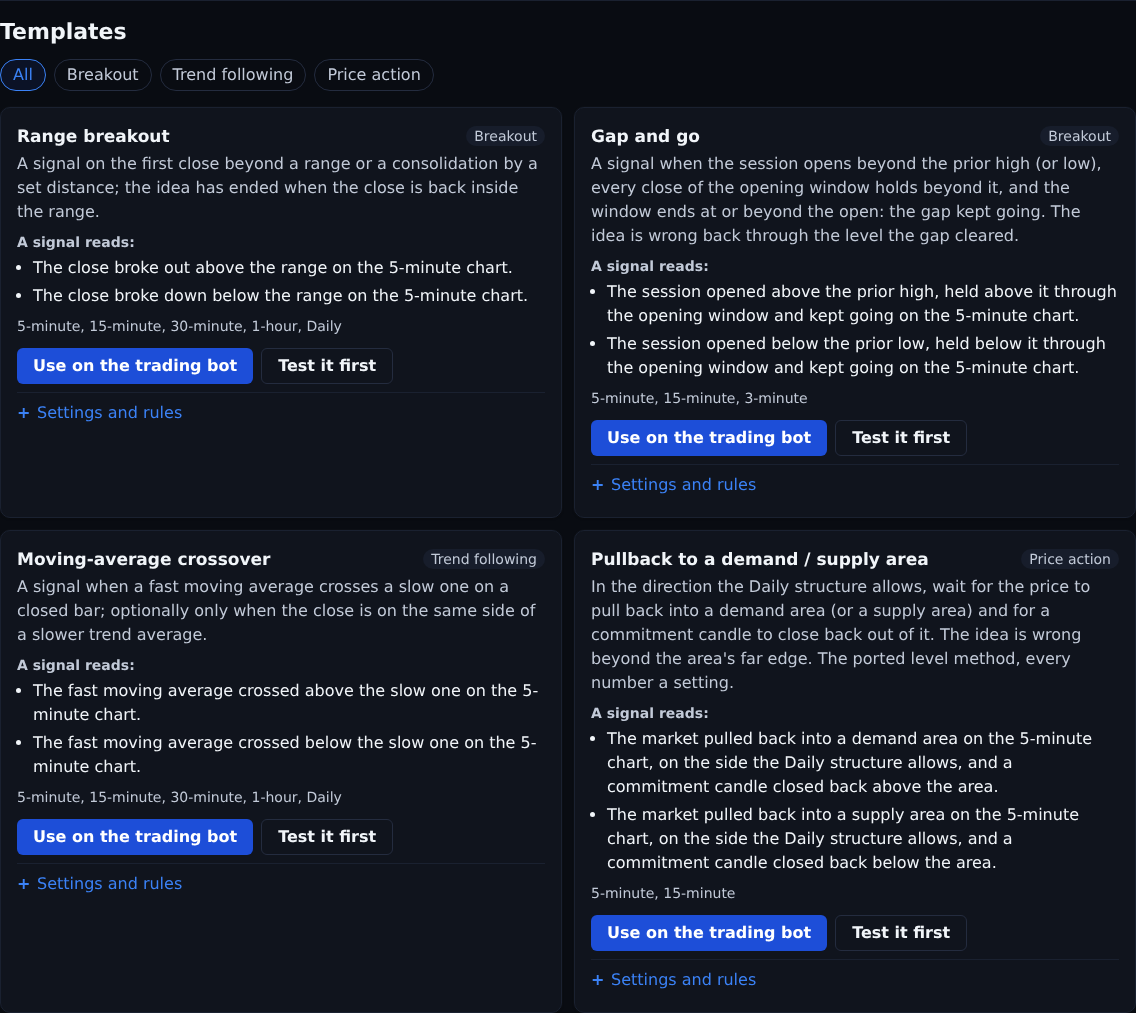 Templates
All
Breakout
Trend following
Price action
Range breakout
Breakout
A signal on the first close beyond a range or a consolidation by a
set distance; the idea has ended when the close is back inside
the range.
A signal reads:
• The close broke out above the range on the 5-minute chart.
• The close broke down below the range on the 5-minute chart.
5-minute, 15-minute, 30-minute, 1-hour, Daily
Use on the trading bot
Test it first
+ Settings and rules
Gap and go
Breakout
A signal when the session opens beyond the prior high (or low),
every close of the opening window holds beyond it, and the
window ends at or beyond the open: the gap kept going. The
idea is wrong back through the level the gap cleared.
A signal reads:
• The session opened above the prior high, held above it through
the opening window and kept going on the 5-minute chart.
• The session opened below the prior low, held below it through
the opening window and kept going on the 5-minute chart.
5-minute, 15-minute, 3-minute
Use on the trading bot
Test it first
+ Settings and rules
Moving-average crossover
Trend following
A signal when a fast moving average crosses a slow one on a
closed bar; optionally only when the close is on the same side of
a slower trend average.
A signal reads:
• The fast moving average crossed above the slow one on the 5-
minute chart.
• The fast moving average crossed below the slow one on the 5-
minute chart.
5-minute, 15-minute, 30-minute, 1-hour, Daily
Use on the trading bot
Test it first
+ Settings and rules
Pullback to a demand / supply area
Price action
In the direction the Daily structure allows, wait for the price to
pull back into a demand area (or a supply area) and for a
commitment candle to close back out of it. The idea is wrong
beyond the area's far edge. The ported level method, every
number a setting.
A signal reads:
• The market pulled back into a demand area on the 5-minute
chart, on the side the Daily structure allows, and a
commitment candle closed back above the area.
• The market pulled back into a supply area on the 5-minute
chart, on the side the Daily structure allows, and a
commitment candle closed back below the area.
5-minute, 15-minute
Use on the trading bot
Test it first
+ Settings and rules